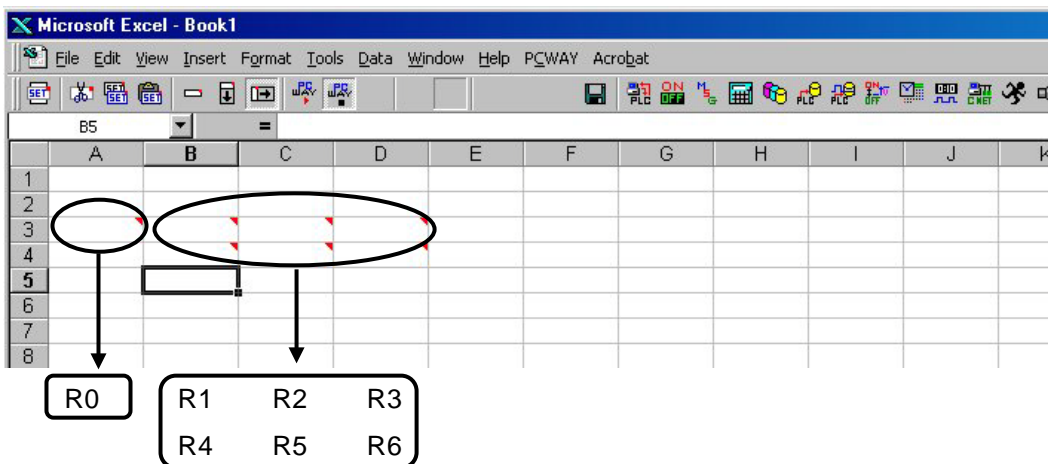 Microsoft Excel - Book1
File Edit View Insert Format Tools Data Window Help PCWAY Acrobat
B5 =
A B C D E F G H I J K
1
2
3
4
5
6
7
8
R0 R1 R2 R3
R4 R5 R6